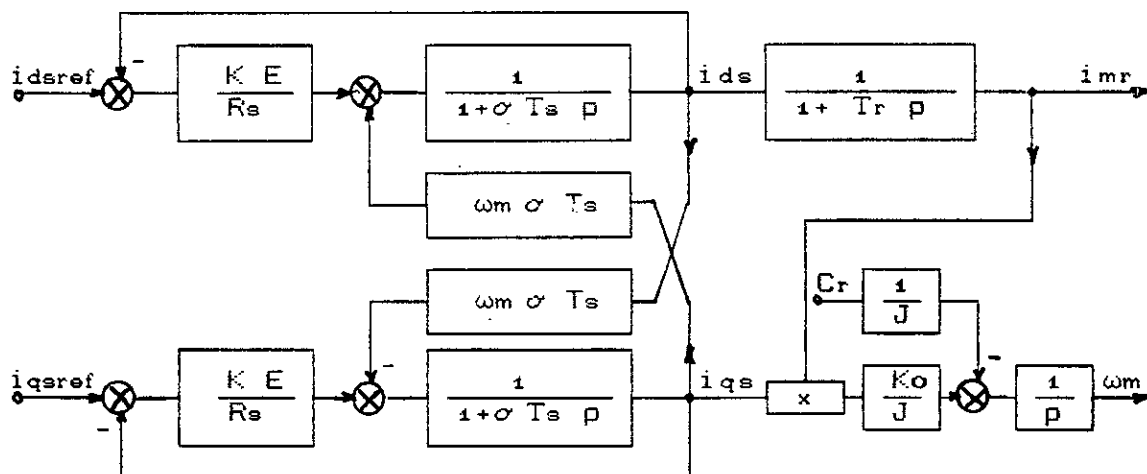 idsref
-
K E
Rs
1
1+σ Ts p
ids
1
1+ Tr p
imr
ωm σ Ts
ωm σ Ts
Cr
1
J
-
iqsref
-
K E
Rs
-
1
1+σ Ts p
iqs
x
Ko
J
1
p
ωm